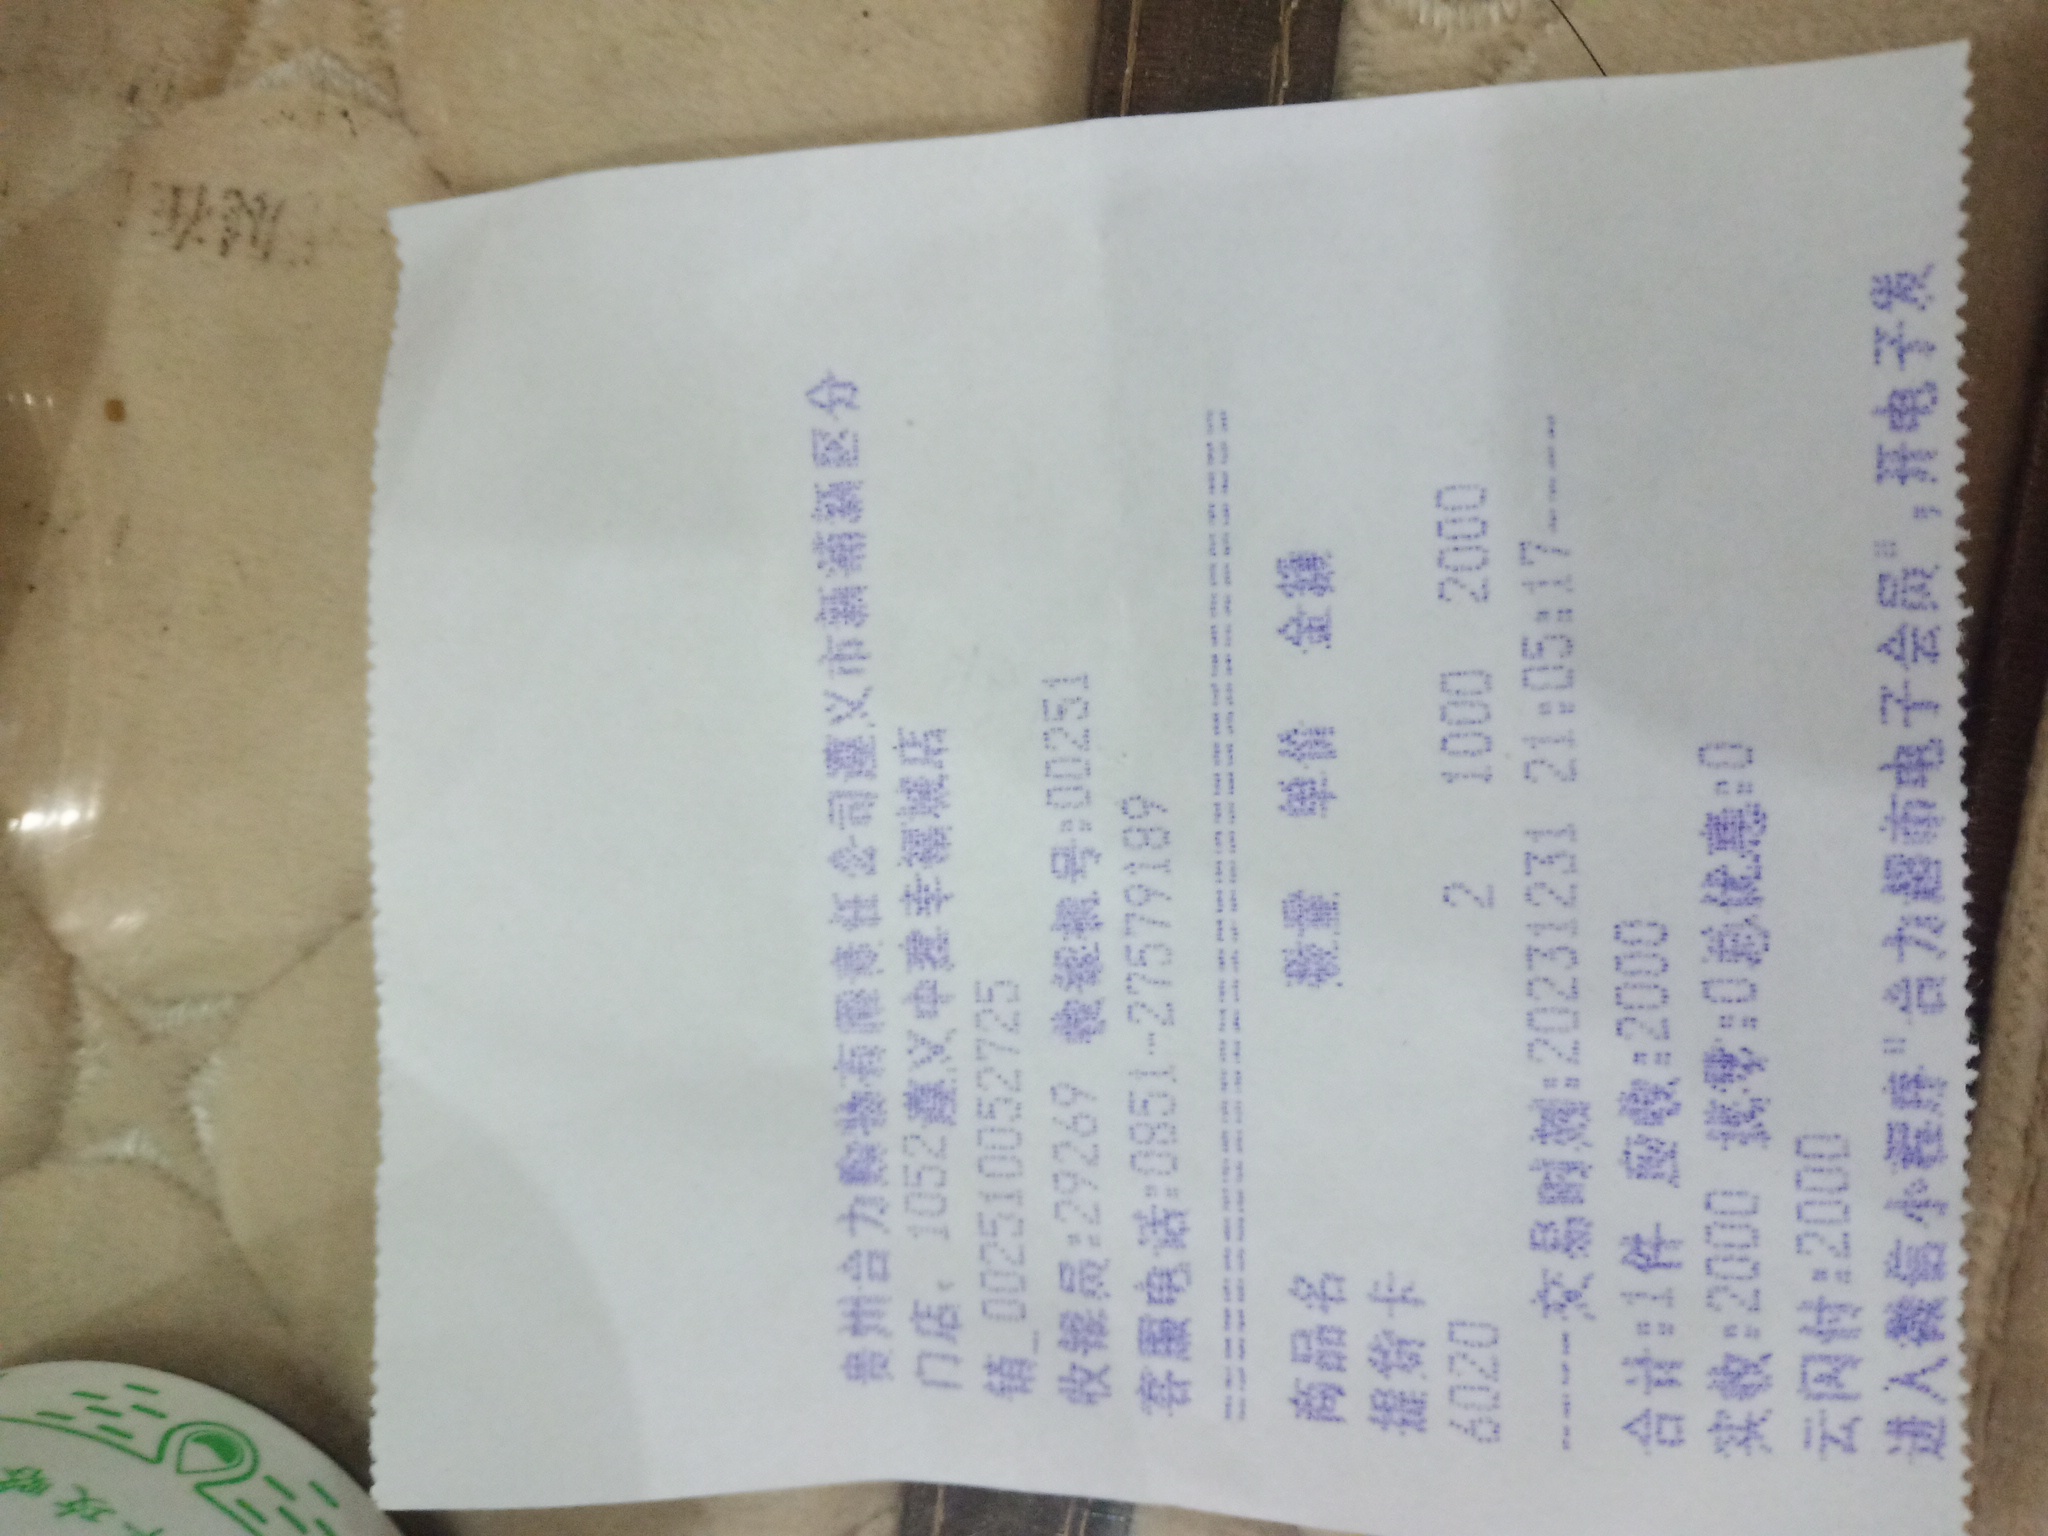 贵州合力购物有限责任公司遵义市新蒲新区分
门店: 1052遵义中建幸福城店
销_002510052725
收银员:29269 收银机号:00251
客服电话:0851-27579189
================================
商品名 数量 单价 金额
提货卡
6020 2 1000 2000
-----交易时刻:20231231 21:05:17-----
合计:1件 应收:2000
实收:2000 找零:0总优惠:0
云闪付:2000
进入微信小程序"合力超市电子会员",开电子发